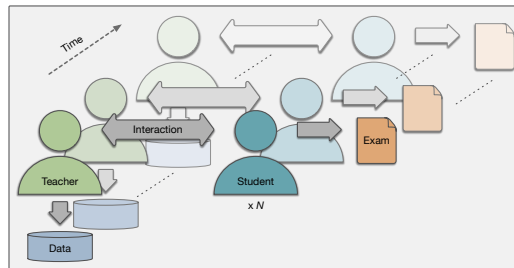 Time
Interaction
Exam
Teacher
Student
x N
Data